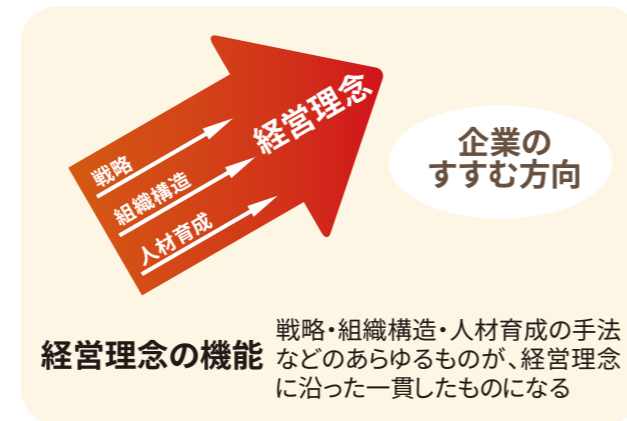 経営理念
戦略
組織構造
人材育成
企業の
すすむ方向
経営理念の機能
戦略・組織構造・人材育成の手法
などのあらゆるものが、経営理念
に沿った一貫したものになる